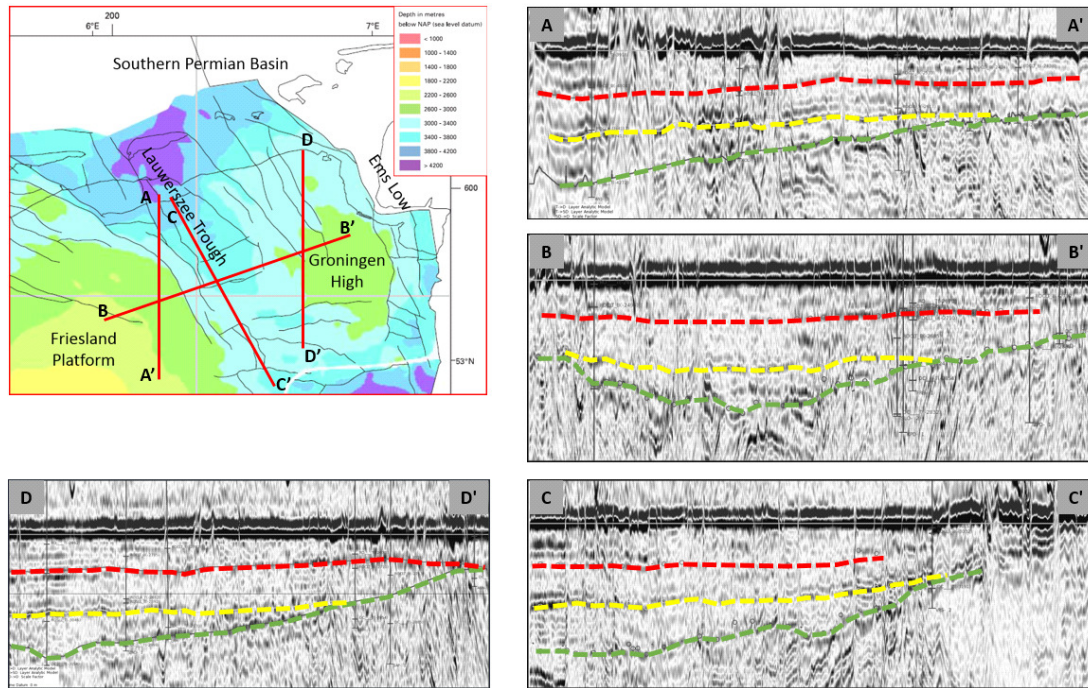 200
6°E
7°E
Southern Permian Basin
Depth in metres
below NAP (sea level datum)
< 1000
1000 - 1400
1400 - 1800
1800 - 2200
2200 - 2600
2600 - 3000
3000 - 3400
3400 - 3800
3800 - 4200
> 4200
D
Ems Low
600
A
C
Lauwerszee Trough
B'
Groningen
High
B
Friesland
Platform
D'
53°N
A'
C'
A
A'
B
B'
D
D'
C
C'